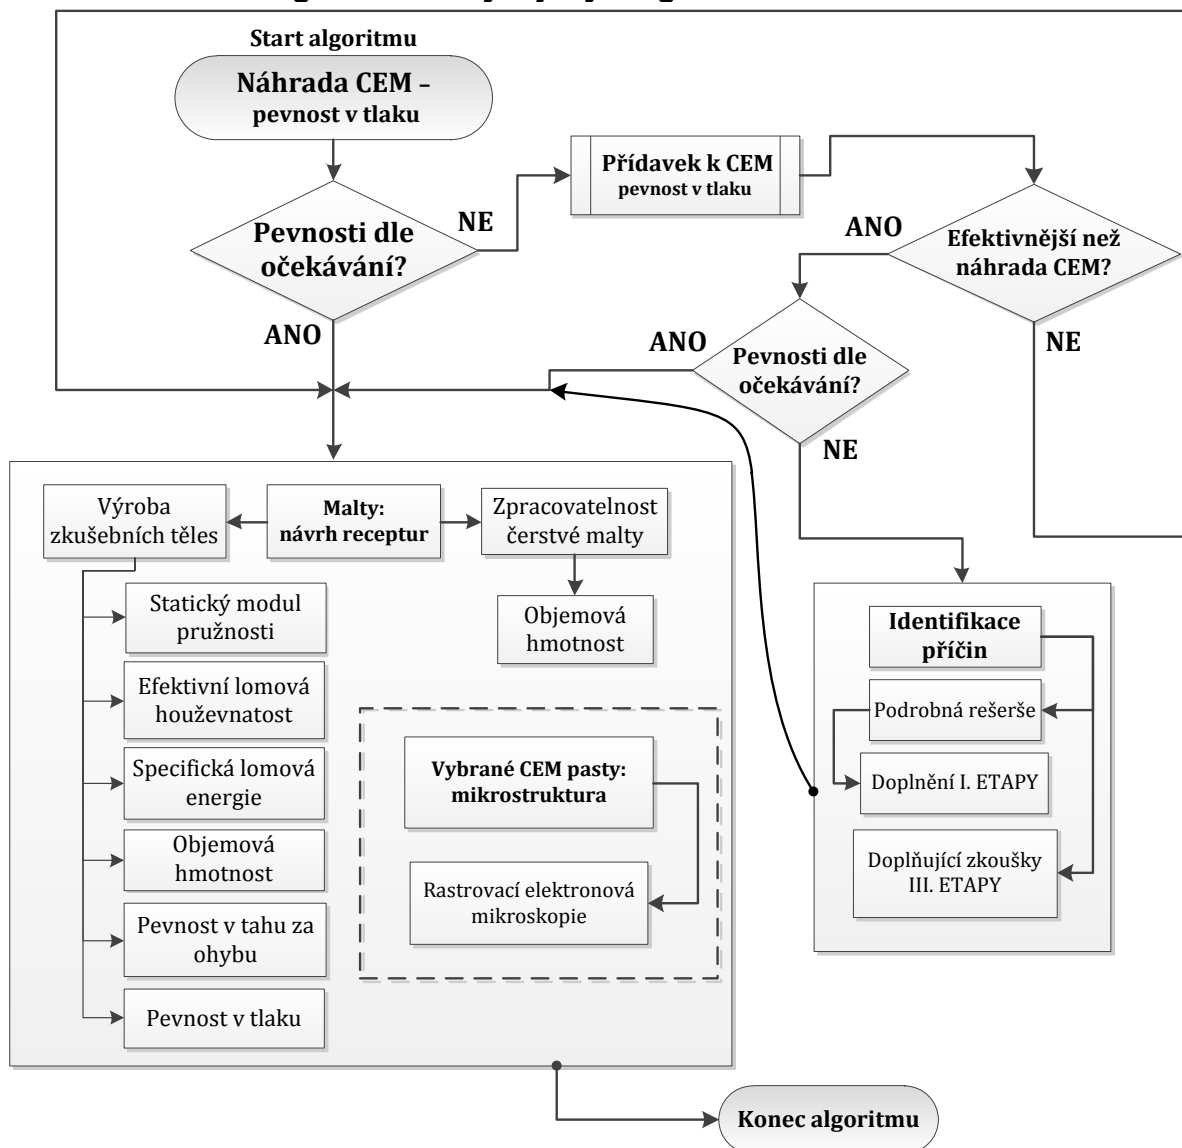 Start algoritmu
Náhrada CEM –
pevnost v tlaku
Pevnosti dle
očekávání?
NE
ANO
Přídavek k CEM
pevnost v tlaku
Efektivnější než
náhrada CEM?
ANO
NE
Pevnosti dle
očekávání?
ANO
NE
Malty:
návrh receptur
Výroba
zkušebních těles
Zpracovatelnost
čerstvé malty
Objemová
hmotnost
Statický modul
pružnosti
Efektivní lomová
houževnatost
Specifická lomová
energie
Objemová
hmotnost
Pevnost v tahu za
ohybu
Pevnost v tlaku
Vybrané CEM pasty:
mikrostruktura
Rastrovací elektronová
mikroskopie
Identifikace
příčin
Podrobná rešerše
Doplnění I. ETAPY
Doplňující zkoušky
III. ETAPY
Konec algoritmu